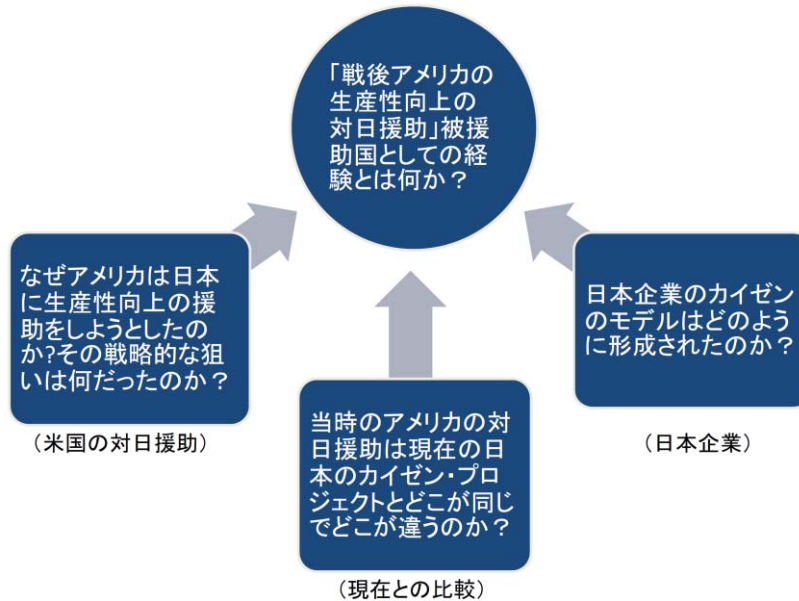 「戦後アメリカの
生産性向上の
対日援助」被援
助国としての経
験とは何か？
なぜアメリカは日本
に生産性向上の援
助をしようとしたの
か?その戦略的な狙
いは何だったのか？
（米国の対日援助）
当時のアメリカの対
日援助は現在の日
本のカイゼン・プロ
ジェクトとどこが同じ
でどこが違うのか？
（現在との比較）
日本企業のカイゼン
のモデルはどのよう
に形成されたのか？
（日本企業）